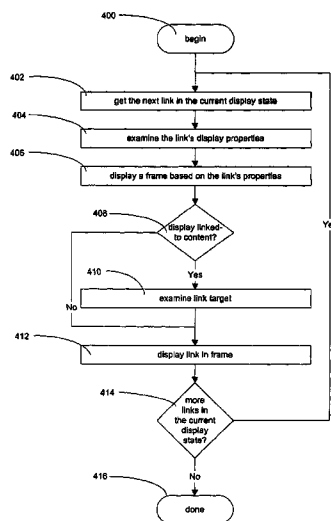 400
begin
402
get the next link in the current display state
404
examine the link's display properties
406
display a frame based on the link's properties
408
display linked-
to content?
Yes
Yes
410
No
examine link target
412
display link in frame
414
more
links in
the current
display
state?
No
416
done